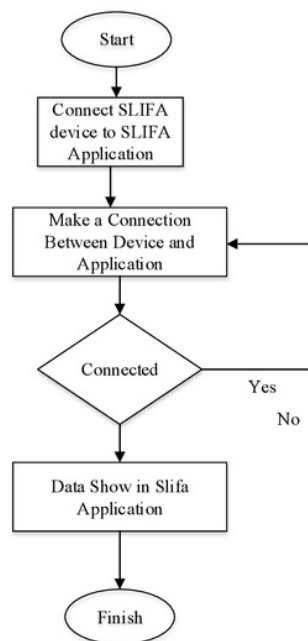 Start
Connect SLIFA
device to SLIFA
Application
Make a Connection
Between Device and
Application
Connected
Yes
No
Data Show in Slifa
Application
Finish